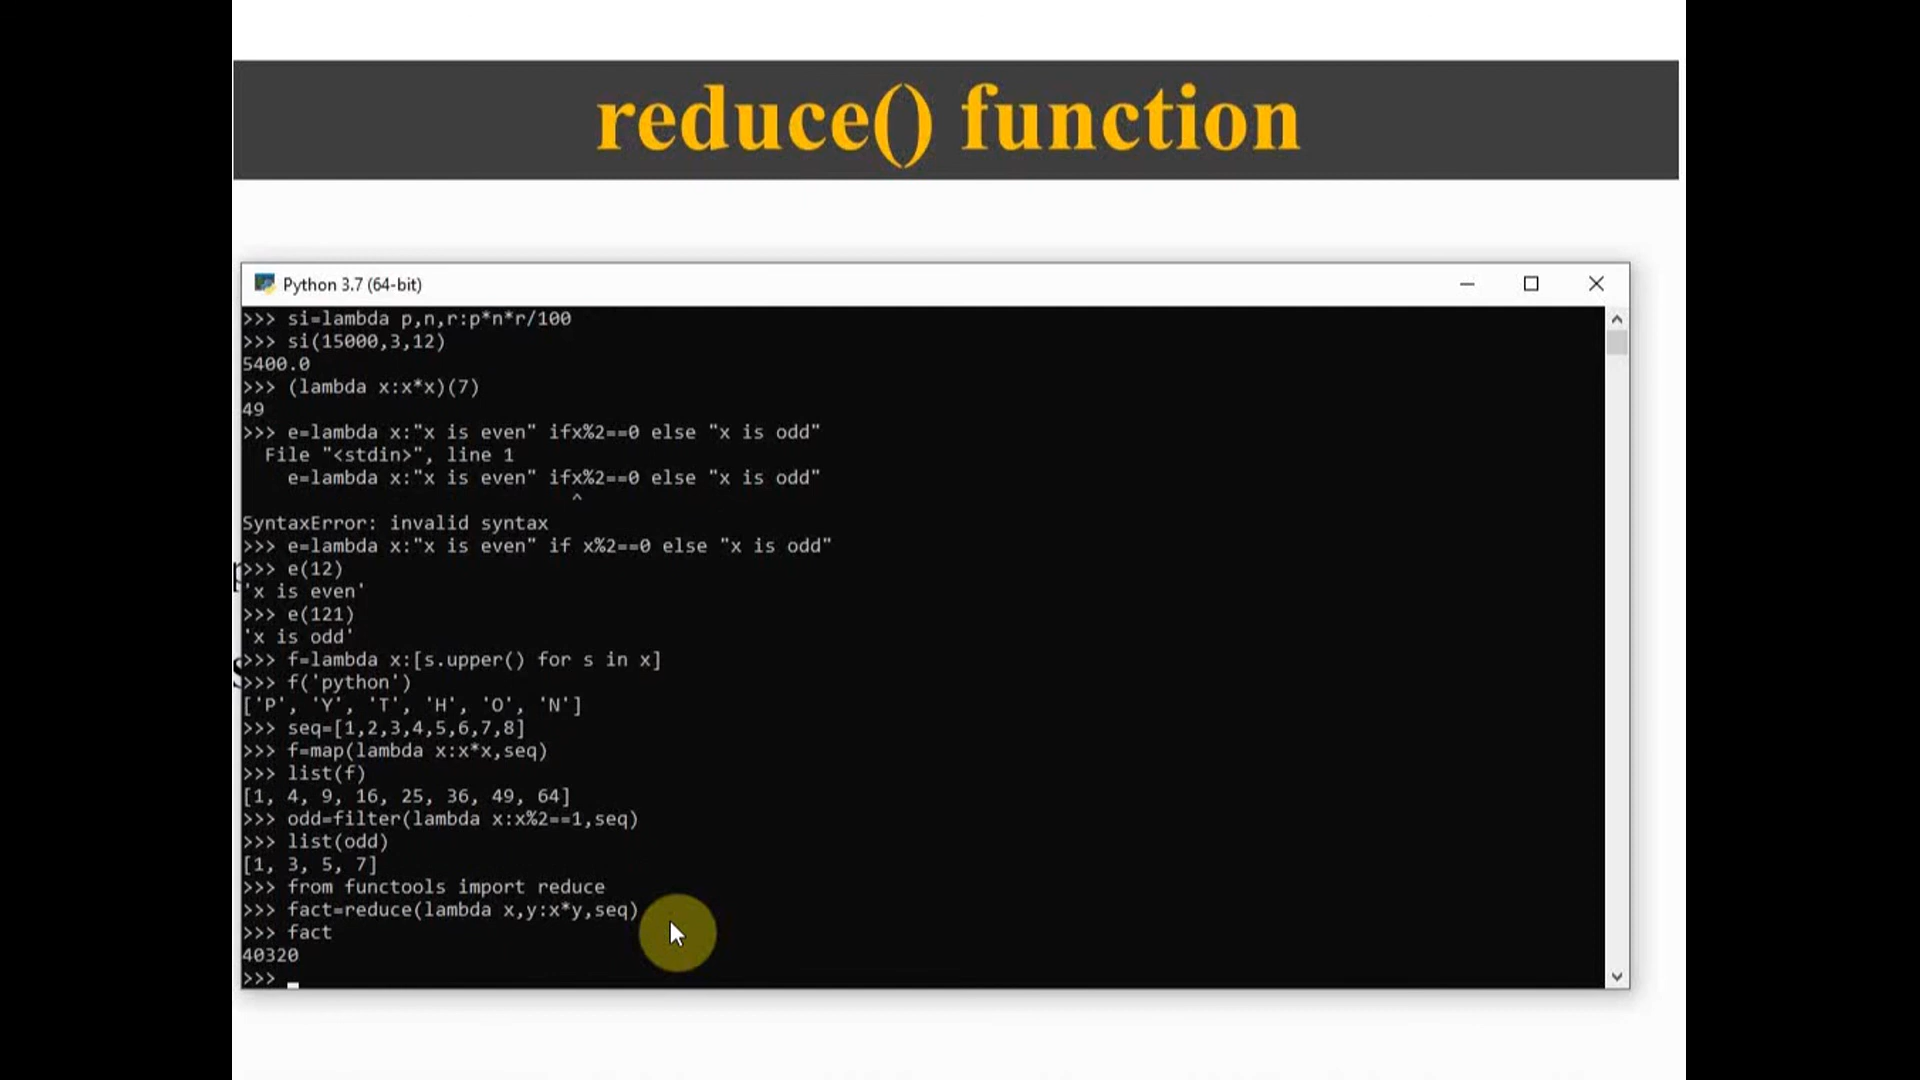 reduce() function
Python 3.7 (64-bit)
>>> si=lambda p,n,r:p*n*r/100
>>> si(15000,3,12)
5400.0
>>> (lambda x:x*x)(7)
49
>>> e=lambda x:"x is even" ifx%2==0 else "x is odd"
  File "<stdin>", line 1
    e=lambda x:"x is even" ifx%2==0 else "x is odd"
                             ^
SyntaxError: invalid syntax
>>> e=lambda x:"x is even" if x%2==0 else "x is odd"
>>> e(12)
'x is even'
>>> e(121)
'x is odd'
>>> f=lambda x:[s.upper() for s in x]
>>> f('python')
['P', 'Y', 'T', 'H', 'O', 'N']
>>> seq=[1,2,3,4,5,6,7,8]
>>> f=map(lambda x:x*x,seq)
>>> list(f)
[1, 4, 9, 16, 25, 36, 49, 64]
>>> odd=filter(lambda x:x%2==1,seq)
>>> list(odd)
[1, 3, 5, 7]
>>> from functools import reduce
>>> fact=reduce(lambda x,y:x*y,seq)
>>> fact
40320
>>>